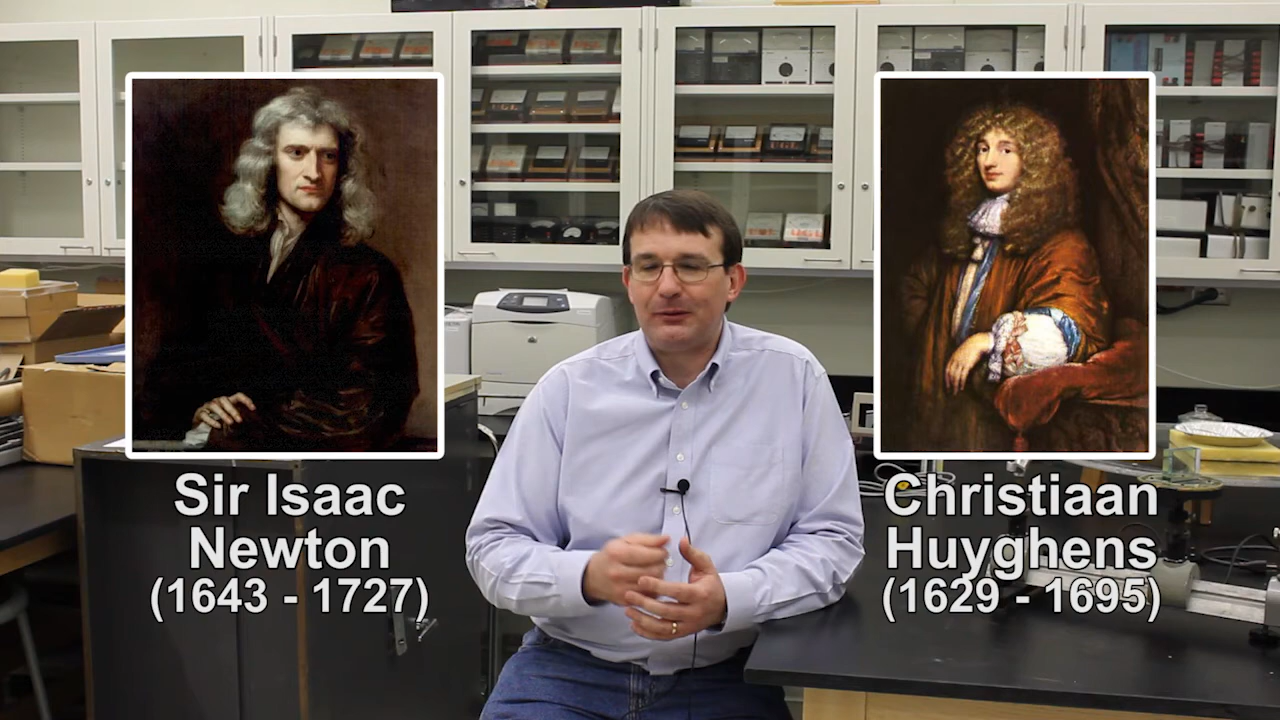 Sir Isaac
Newton
(1643 - 1727)
Christiaan
Huyghens
(1629 - 1695)